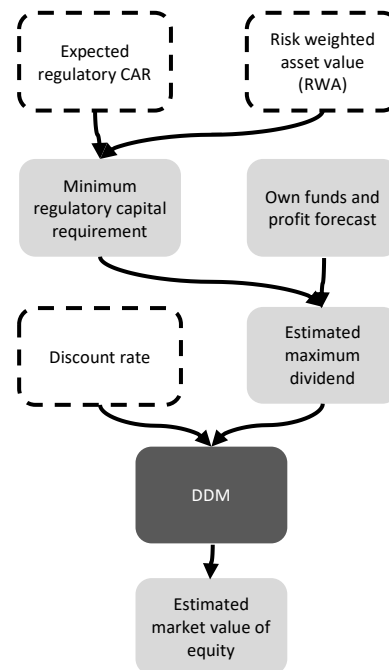 Expected
regulatory CAR
Risk weighted
asset value
(RWA)
Minimum
regulatory capital
requirement
Own funds and
profit forecast
Discount rate
Estimated
maximum
dividend
DDM
Estimated
market value of
equity